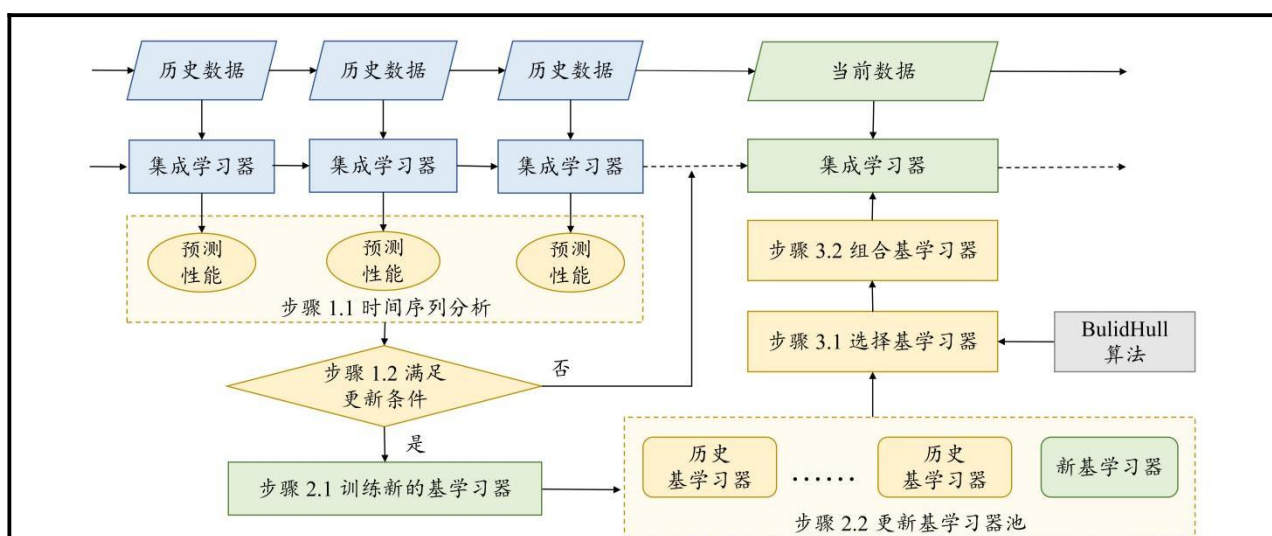 历史数据
历史数据
历史数据
当前数据
集成学习器
集成学习器
集成学习器
集成学习器
预测
性能
预测
性能
预测
性能
步骤 1.1 时间序列分析
步骤 3.2 组合基学习器
步骤 3.1 选择基学习器
BulidHull
算法
步骤 1.2 满足
更新条件
否
是
步骤 2.1 训练新的基学习器
历史
基学习器
……
历史
基学习器
新基学习器
步骤 2.2 更新基学习器池